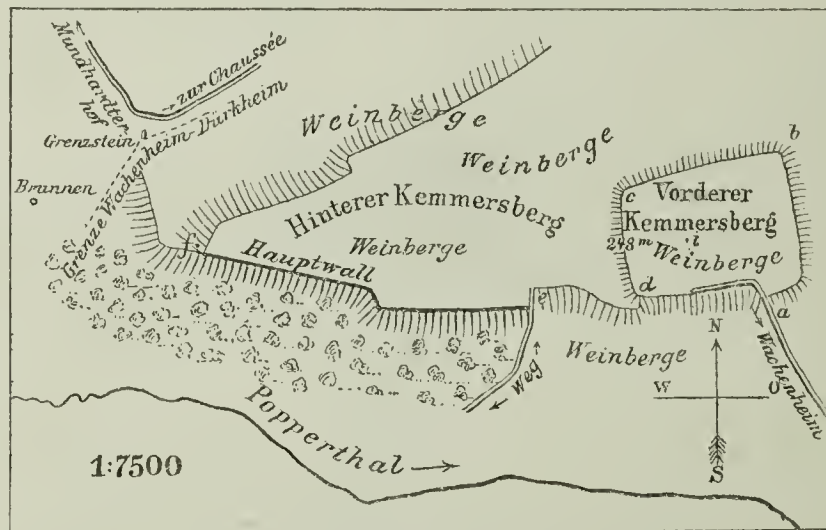 Mundhardter
hof
zur Chaussée
Grenzstein
Grenze Wachenheim-Dürkheim
Brunnen
Weinberge
Weinberge
Hinterer Kemmersberg
Weinberge
f.
Hauptwall
b
c
Vorderer
Kemmersberg
248m
Weinberge
d
e
a
Weinberge
Weg
Wachenheim
N
W
O
S
Popperthal
1:7500